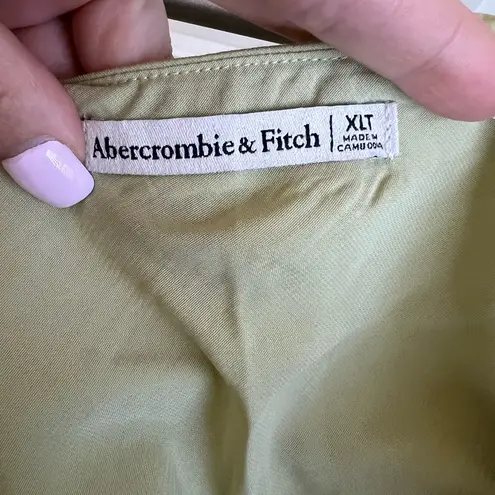 Abercrombie & Fitch
XLT
MADE IN
CAMBODIA